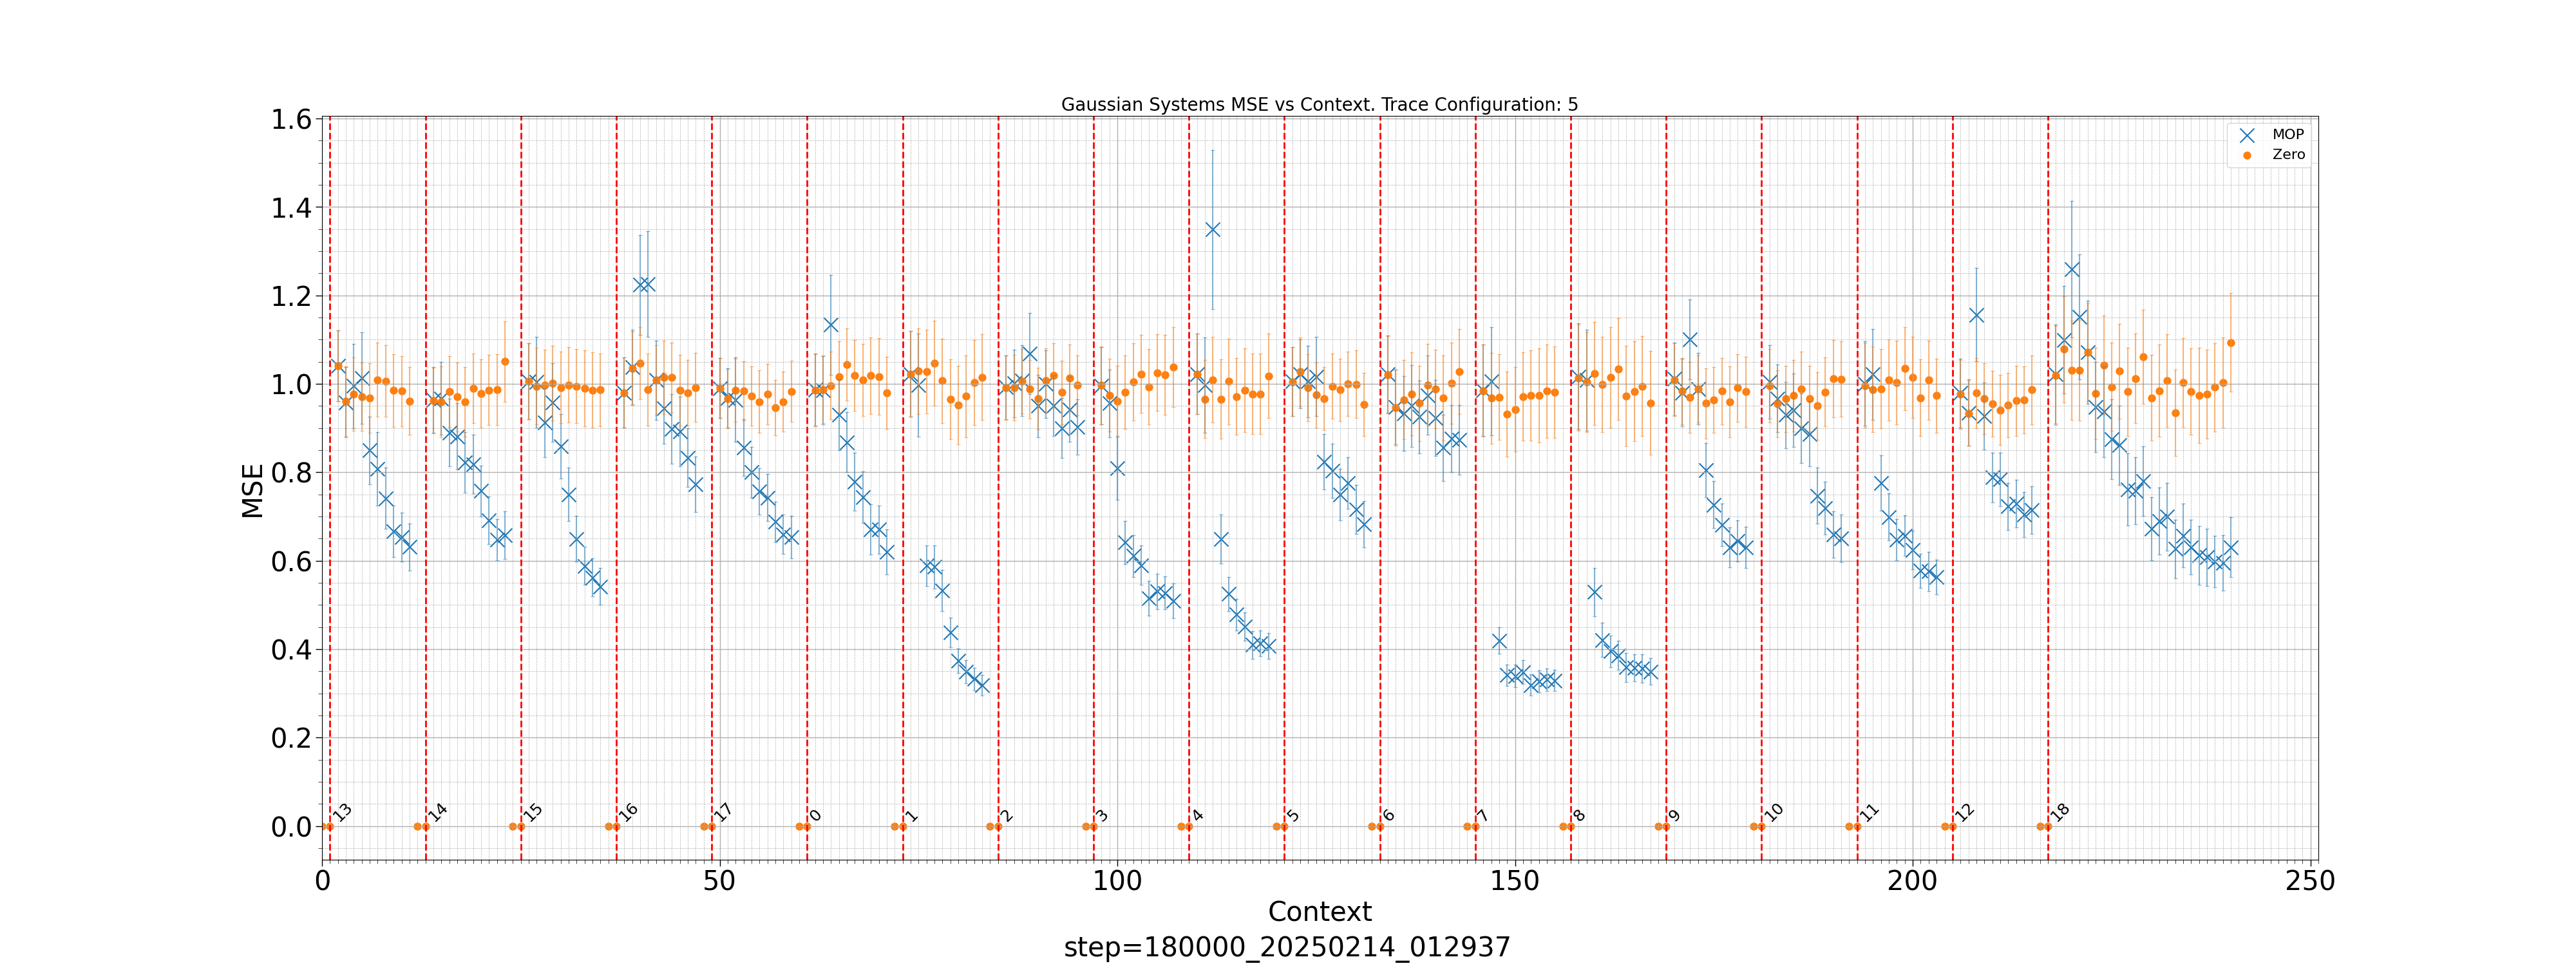 Gaussian Systems MSE vs Context. Trace Configuration: 5
MOP
Zero
MSE
1.6
1.4
1.2
1.0
0.8
0.6
0.4
0.2
0.0
13 14 15 16 17 0 1 2 3 4 5 6 7 8 9 10 11 12 18
0 50 100 150 200 250
Context
step=180000_20250214_012937